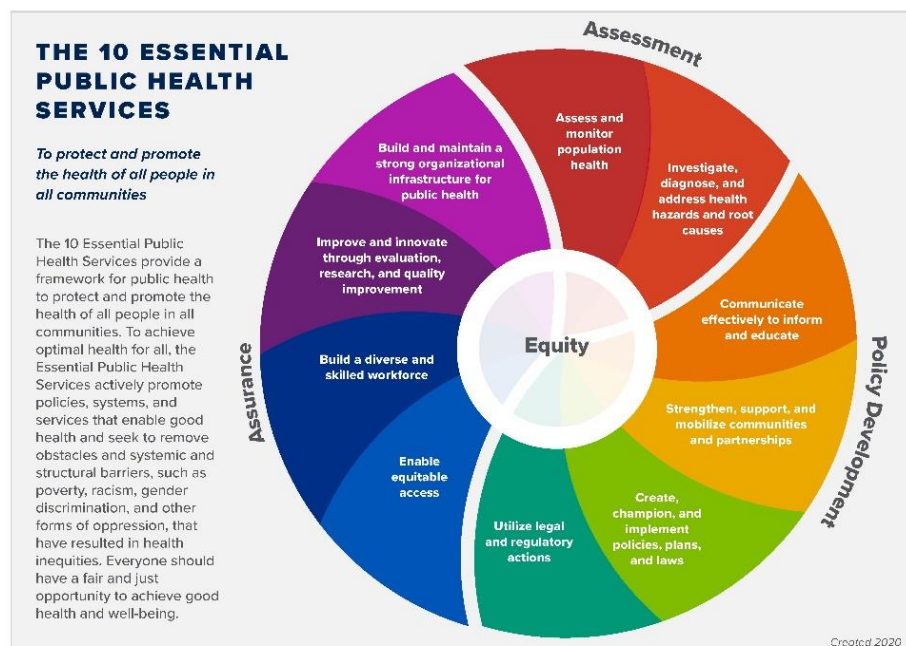 THE 10 ESSENTIAL
PUBLIC HEALTH
SERVICES
To protect and promote
the health of all people in
all communities
The 10 Essential Public
Health Services provide a
framework for public health
to protect and promote the
health of all people in all
communities. To achieve
optimal health for all, the
Essential Public Health
Services actively promote
policies, systems, and
services that enable good
health and seek to remove
obstacles and systemic and
structural barriers, such as
poverty, racism, gender
discrimination, and other
forms of oppression, that
have resulted in health
inequities. Everyone should
have a fair and just
opportunity to achieve good
health and well-being.
Assessment
Assess and
monitor
population
health
Investigate,
diagnose, and
address health
hazards and root
causes
Policy Development
Communicate
effectively to inform
and educate
Strengthen, support, and
mobilize communities
and partnerships
Create,
champion, and
implement
policies, plans,
and laws
Utilize legal
and regulatory
actions
Assurance
Enable
equitable
access
Build a diverse and
skilled workforce
Improve and innovate
through evaluation,
research, and quality
improvement
Build and maintain a
strong organizational
infrastructure for
public health
Equity
Created 2020